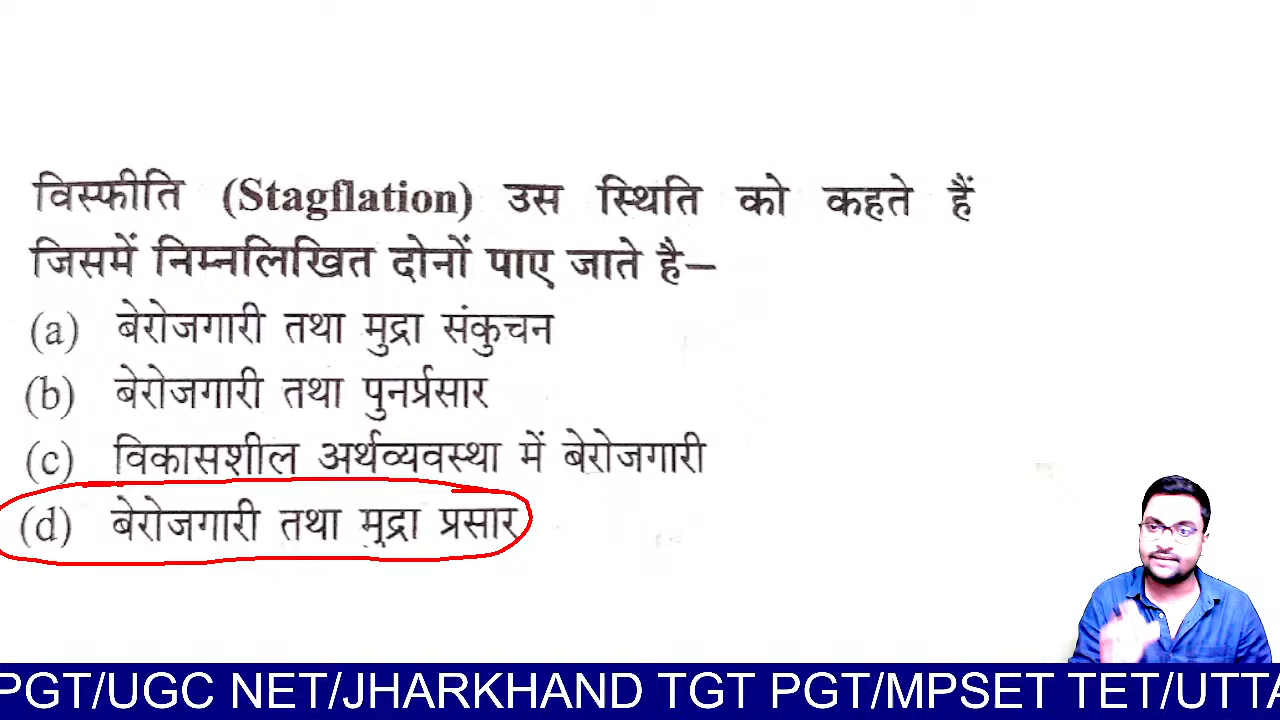 विस्फीति (Stagflation) उस स्थिति को कहते हैं
जिसमें निम्नलिखित दोनों पाए जाते है–
(a) बेरोजगारी तथा मुद्रा संकुचन
(b) बेरोजगारी तथा पुनर्प्रसार
(c) विकासशील अर्थव्यवस्था में बेरोजगारी
(d) बेरोजगारी तथा मुद्रा प्रसार
PGT/UGC NET/JHARKHAND TGT PGT/MPSET TET/UTTA